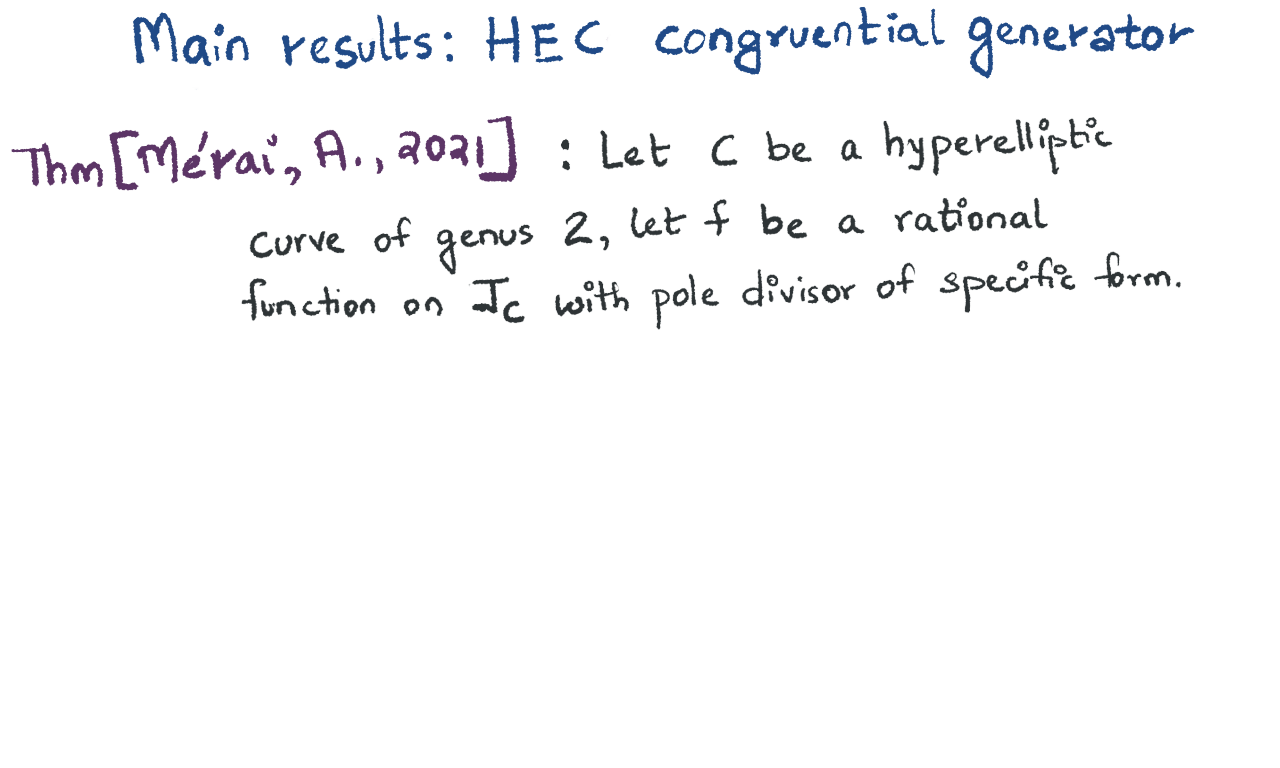 Main results: HEC congruential generator
Thm [Mérai, A., 2021] : Let C be a hyperelliptic
curve of genus 2, let f be a rational
function on J_C with pole divisor of specific form.